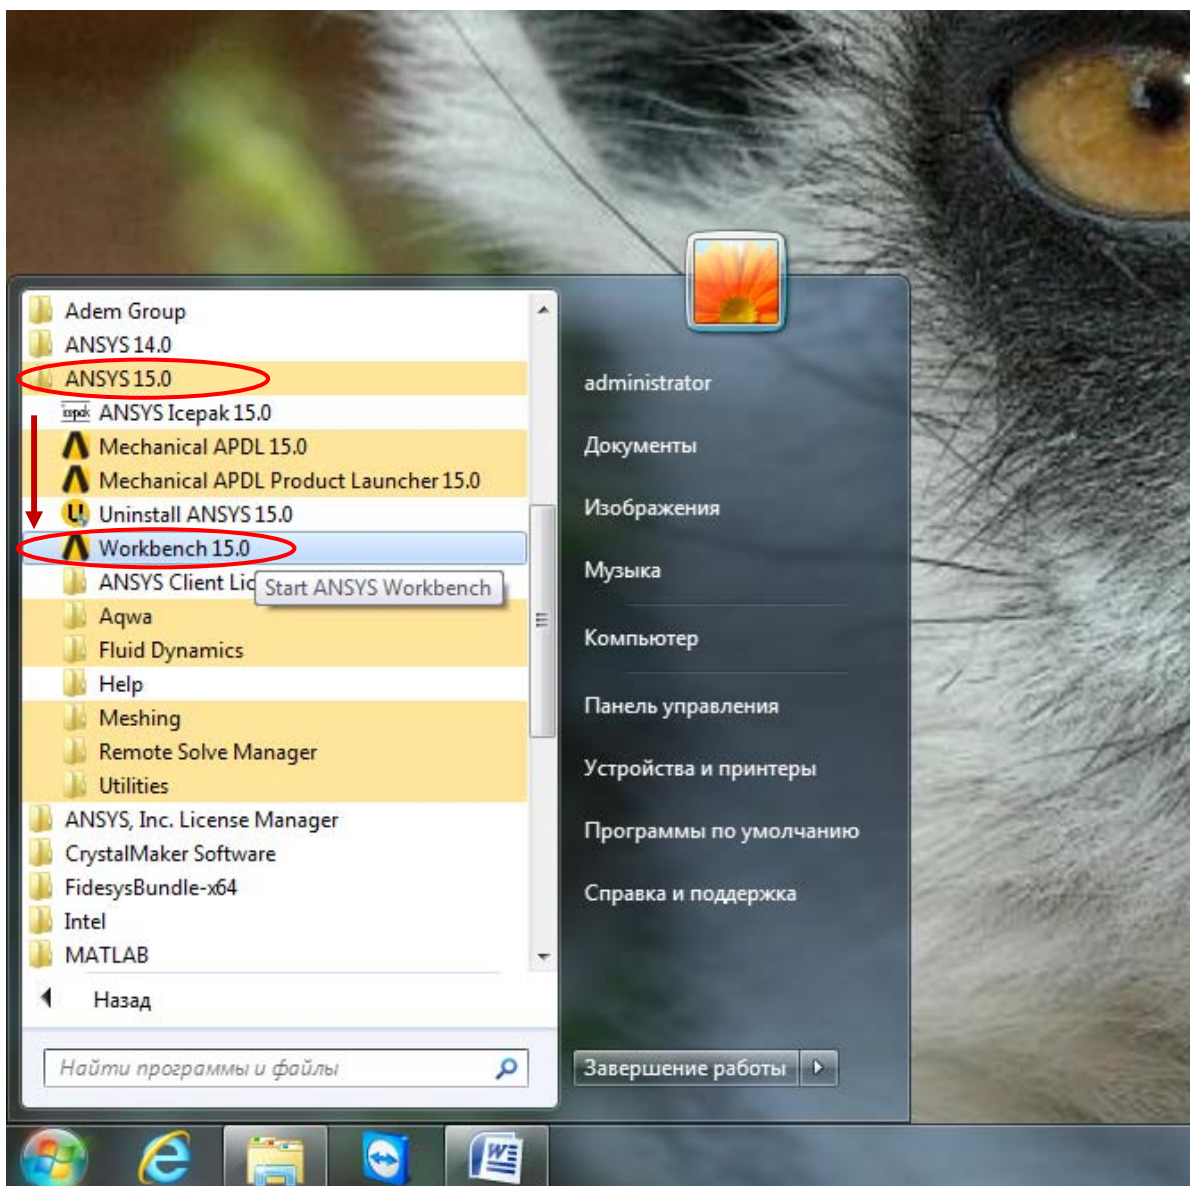 Adem Group
ANSYS 14.0
ANSYS 15.0
ANSYS Icepak 15.0
Mechanical APDL 15.0
Mechanical APDL Product Launcher 15.0
Uninstall ANSYS 15.0
Workbench 15.0
ANSYS Client Lic
Start ANSYS Workbench
Aqwa
Fluid Dynamics
Help
Meshing
Remote Solve Manager
Utilities
ANSYS, Inc. License Manager
CrystalMaker Software
FidesysBundle-x64
Intel
MATLAB
Назад
Найти программы и файлы
administrator
Документы
Изображения
Музыка
Компьютер
Панель управления
Устройства и принтеры
Программы по умолчанию
Справка и поддержка
Завершение работы